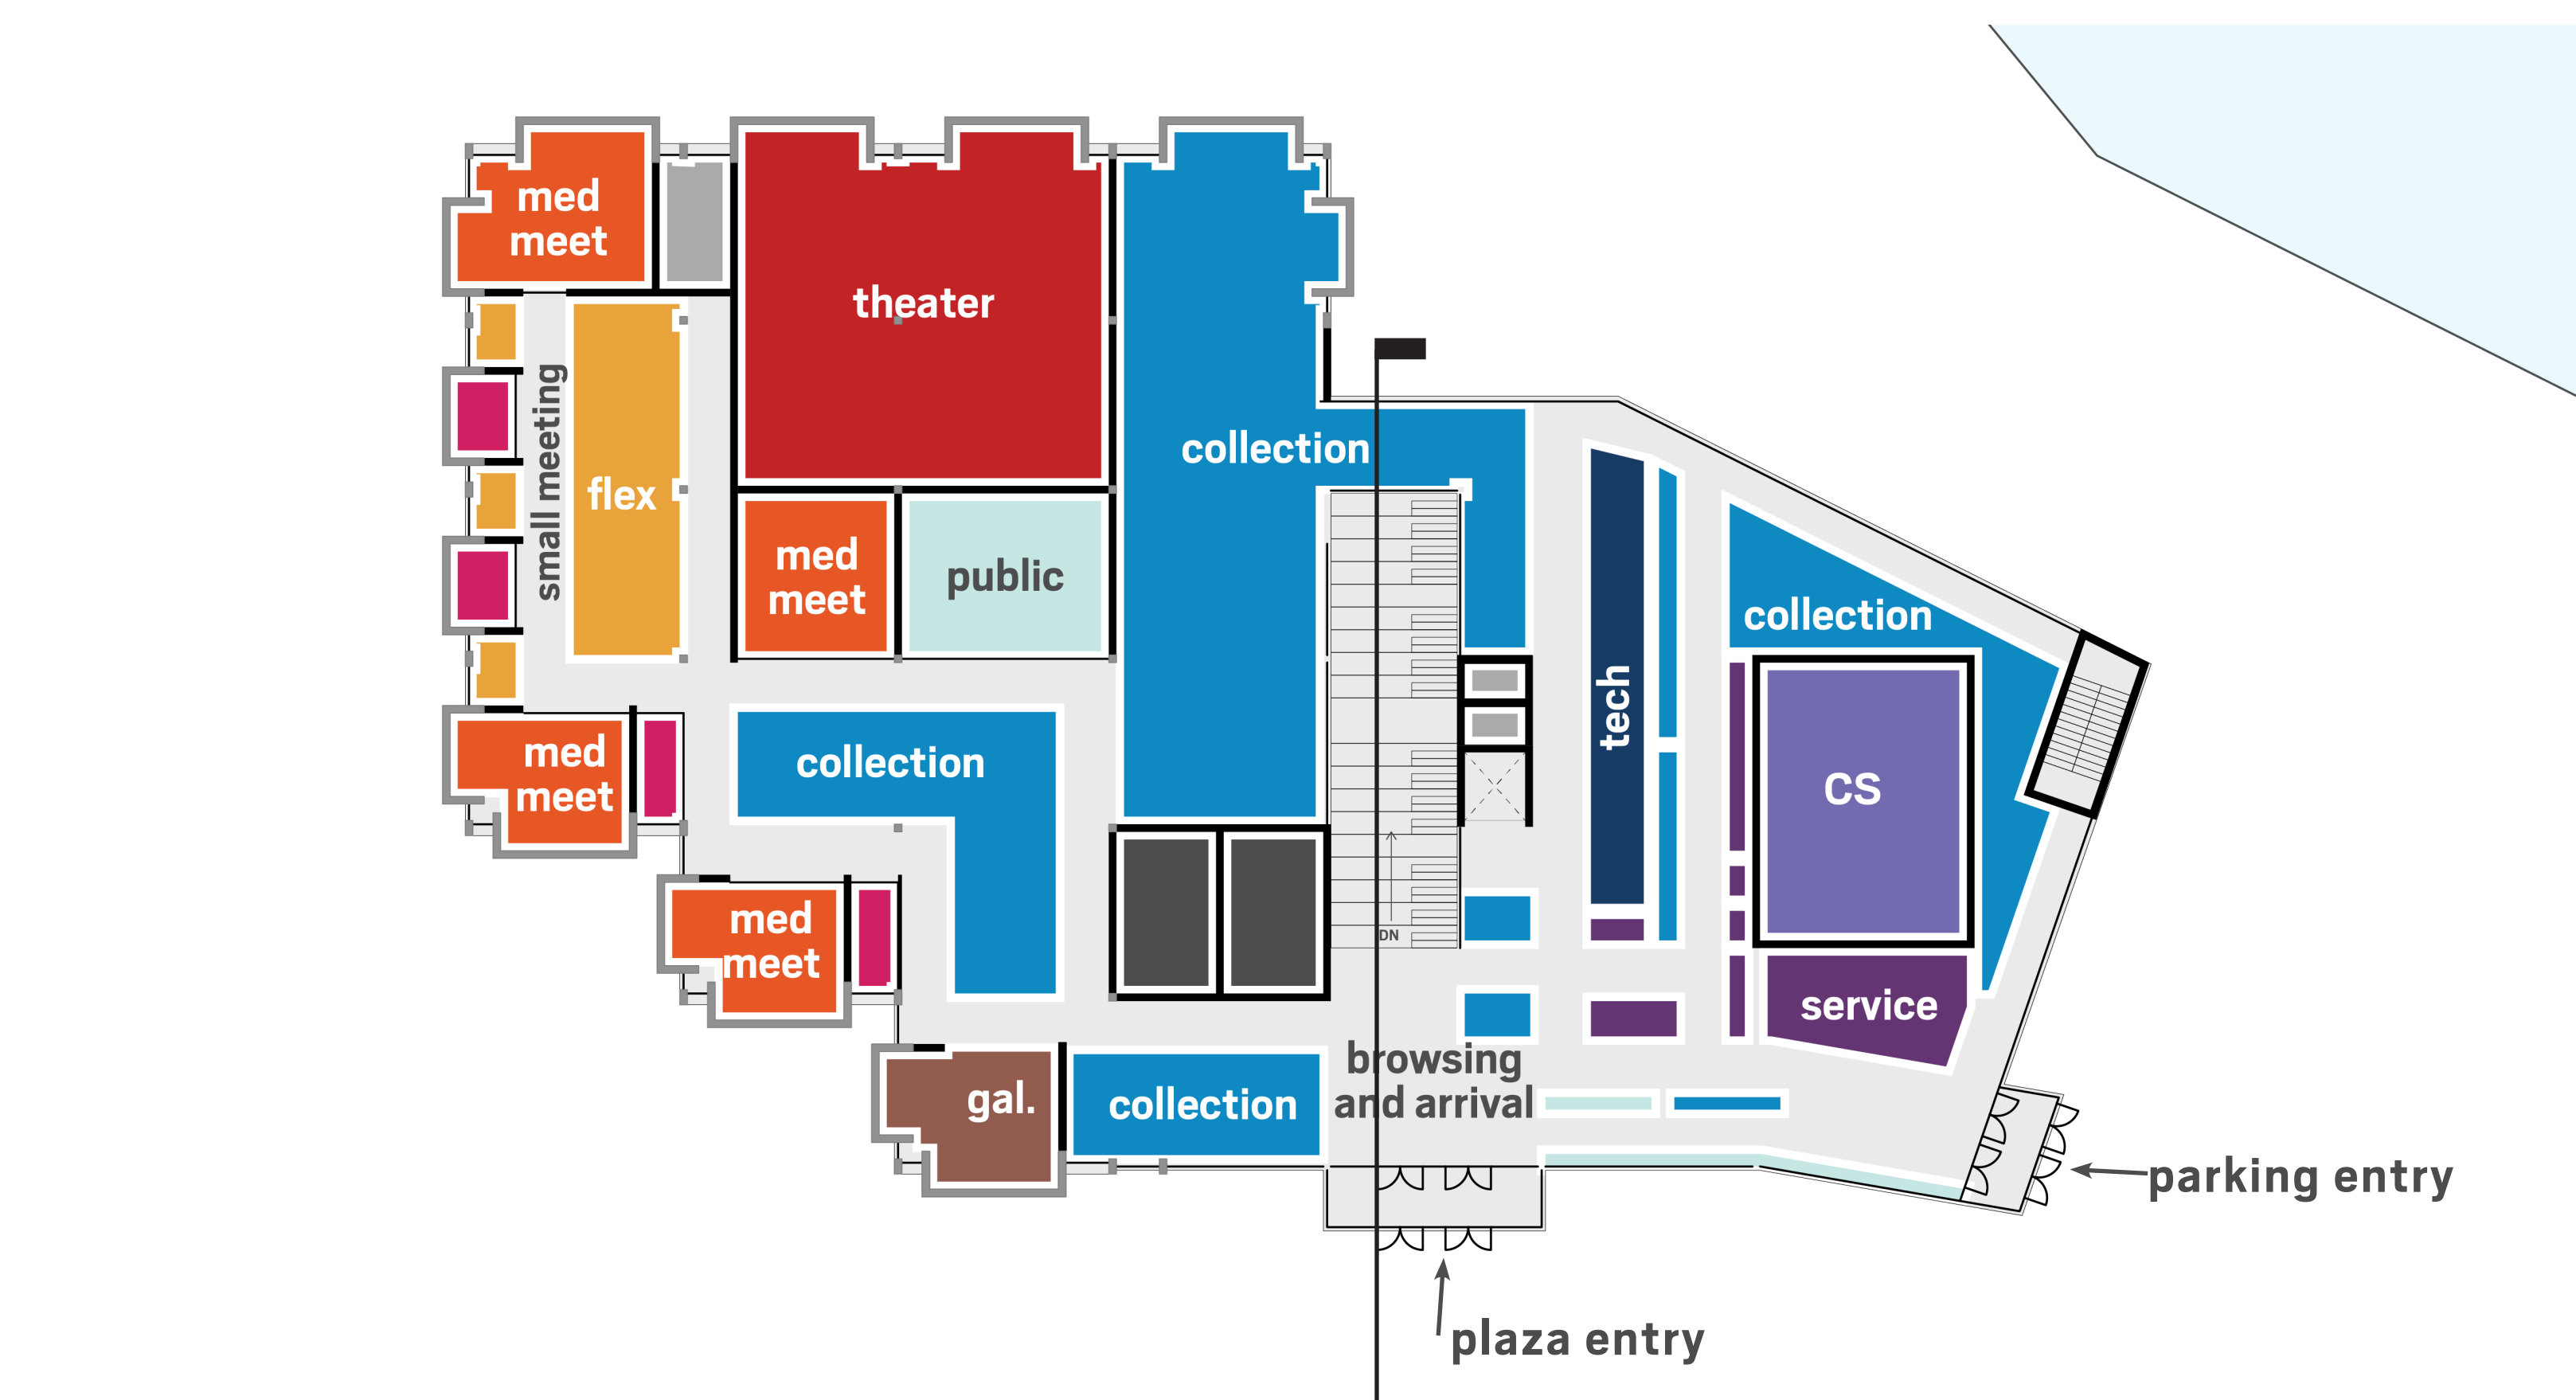 med
meet
theater
small meeting
flex
collection
med
meet
public
collection
tech
med
meet
collection
CS
med
meet
DN
service
gal.
collection
browsing
and arrival
parking entry
plaza entry